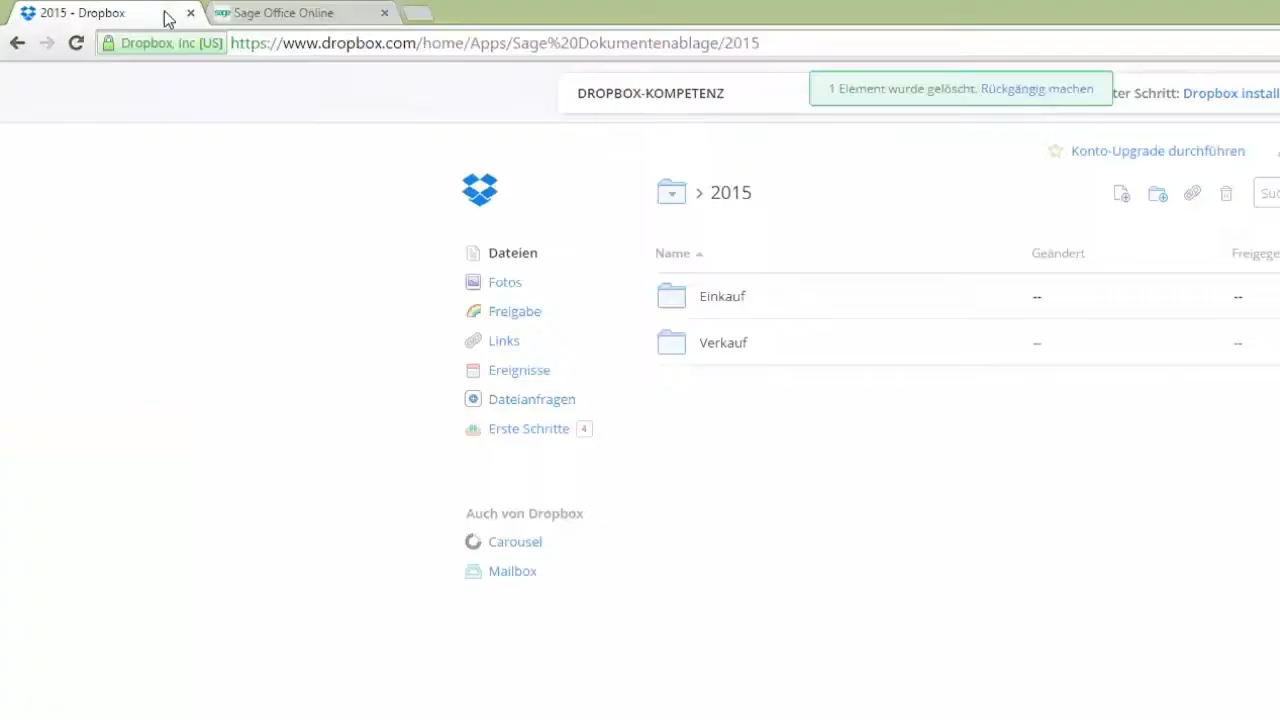 2015 - Dropbox
sage Sage Office Online
Dropbox, Inc [US] https://www.dropbox.com/home/Apps/Sage%20Dokumentenablage/2015
DROPBOX-KOMPETENZ
1 Element wurde gelöscht. Rückgängig machen
ter Schritt: Dropbox install
Konto-Upgrade durchführen
2015
Suc
Dateien
Fotos
Freigabe
Links
Ereignisse
Dateianfragen
Erste Schritte 4
Name Geändert Freigege
Einkauf -- --
Verkauf -- --
Auch von Dropbox
Carousel
Mailbox